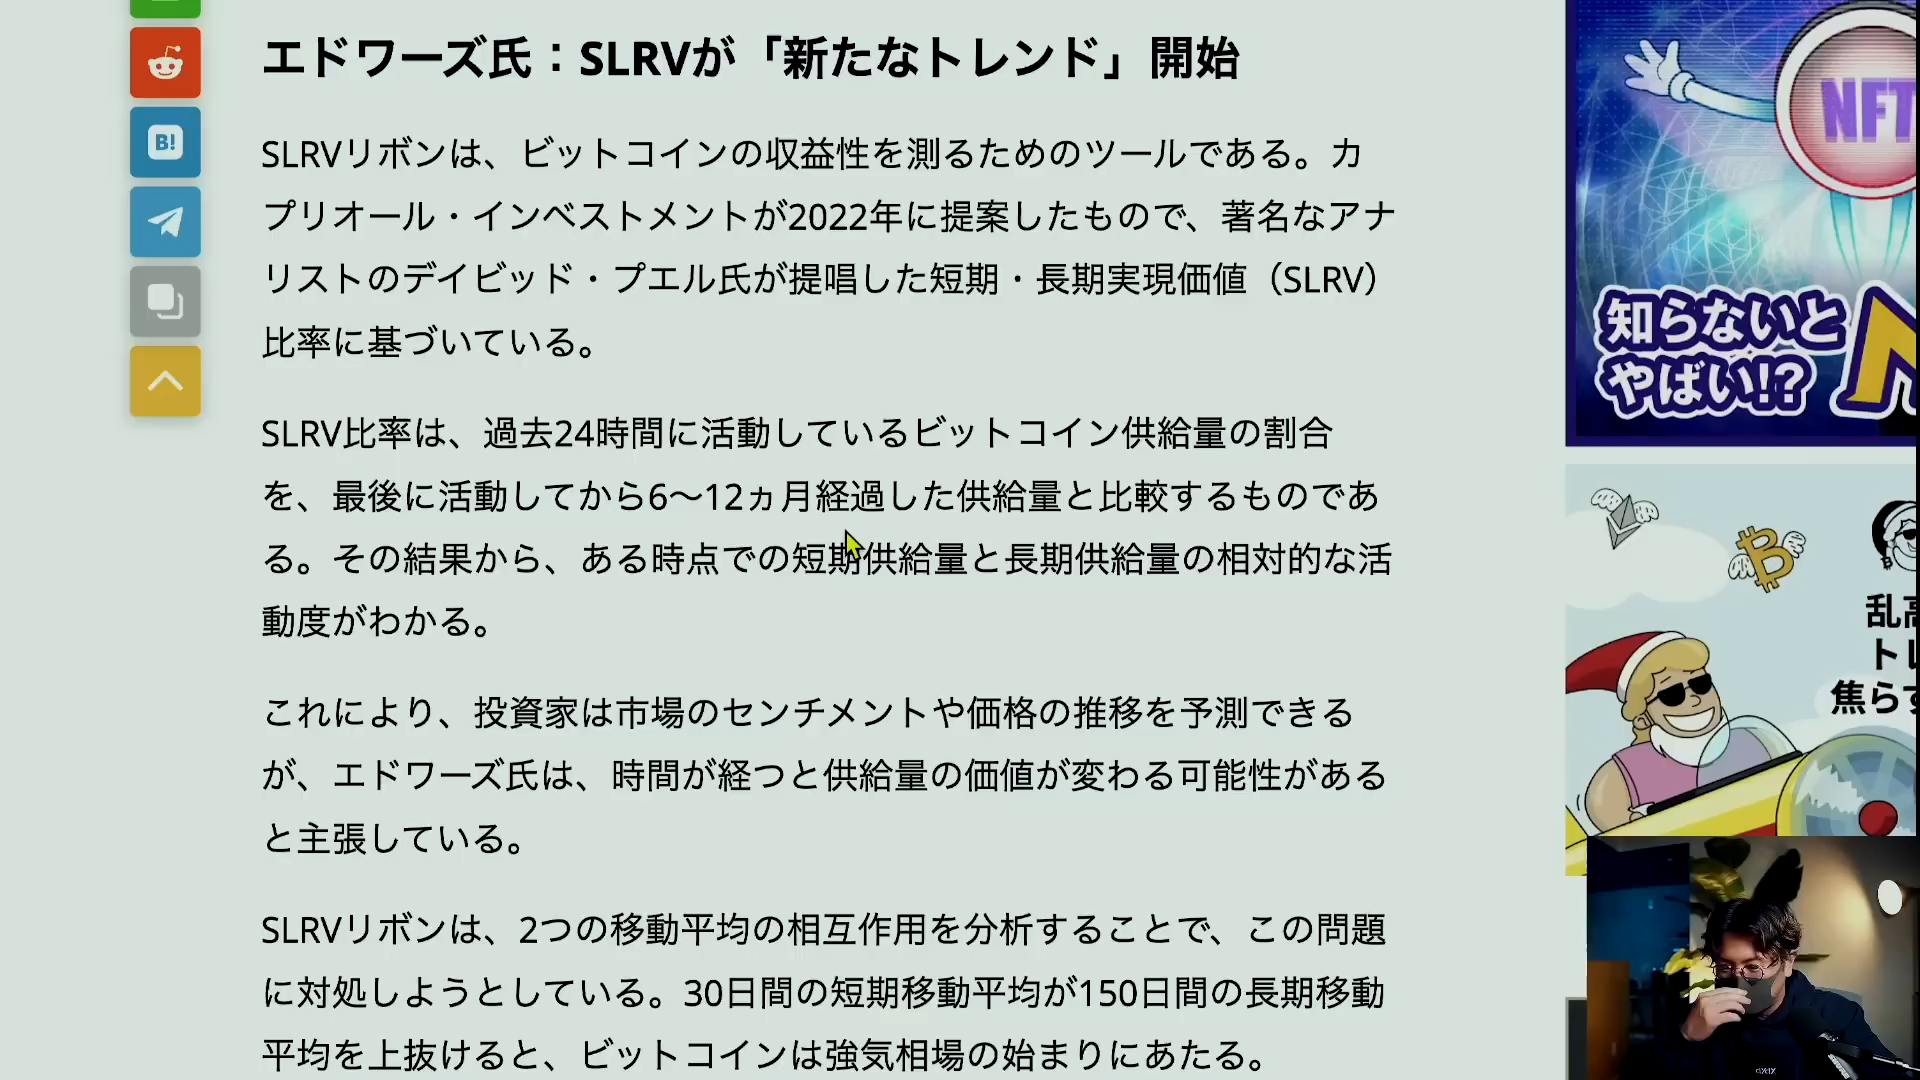 エドワーズ氏：SLRVが「新たなトレンド」開始
SLRVリボンは、ビットコインの収益性を測るためのツールである。カ
プリオール・インベストメントが2022年に提案したもので、著名なアナ
リストのデイビッド・プエル氏が提唱した短期・長期実現価値（SLRV）
比率に基づいている。
SLRV比率は、過去24時間に活動しているビットコイン供給量の割合
を、最後に活動してから6〜12ヵ月経過した供給量と比較するものであ
る。その結果から、ある時点での短期供給量と長期供給量の相対的な活
動度がわかる。
これにより、投資家は市場のセンチメントや価格の推移を予測できる
が、エドワーズ氏は、時間が経つと供給量の価値が変わる可能性がある
と主張している。
SLRVリボンは、2つの移動平均の相互作用を分析することで、この問題
に対処しようとしている。30日間の短期移動平均が150日間の長期移動
平均を上抜けると、ビットコインは強気相場の始まりにあたる。
B!
NFT
知らないと
やばい!?
乱高
トレ
焦らず